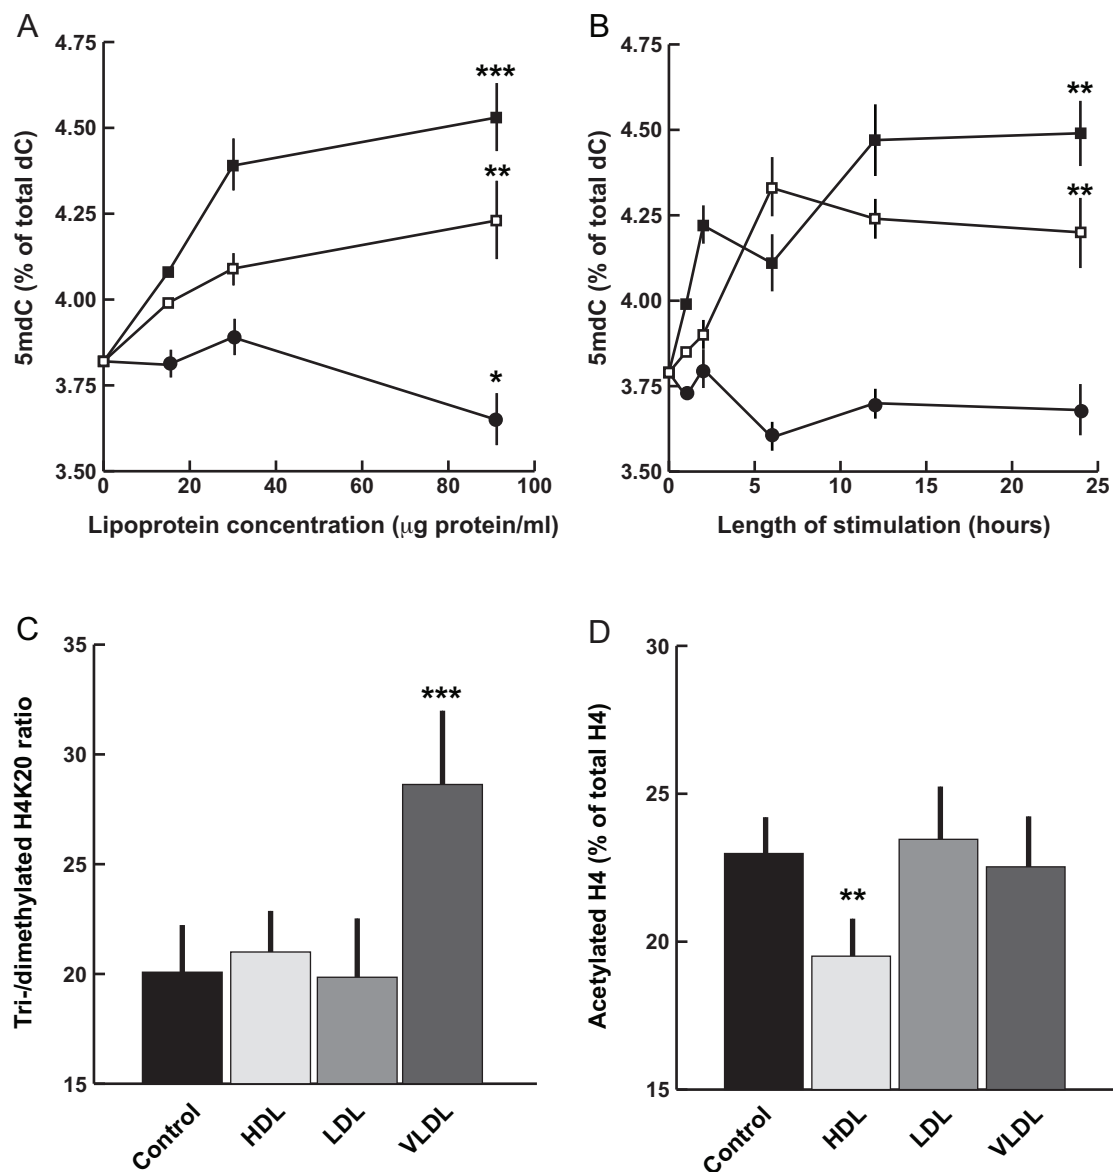 A
5mdC (% of total dC)
4.75
4.50
4.25
4.00
3.75
3.50
***
**
*
0 20 40 60 80 100
Lipoprotein concentration (μg protein/ml)
B
5mdC (% of total dC)
4.75
4.50
4.25
4.00
3.75
3.50
**
**
0 5 10 15 20 25
Length of stimulation (hours)
C
Tri-/dimethylated H4K20 ratio
35
30
25
20
15
***
Control HDL LDL VLDL
D
Acetylated H4 (% of total H4)
30
25
20
15
**
Control HDL LDL VLDL